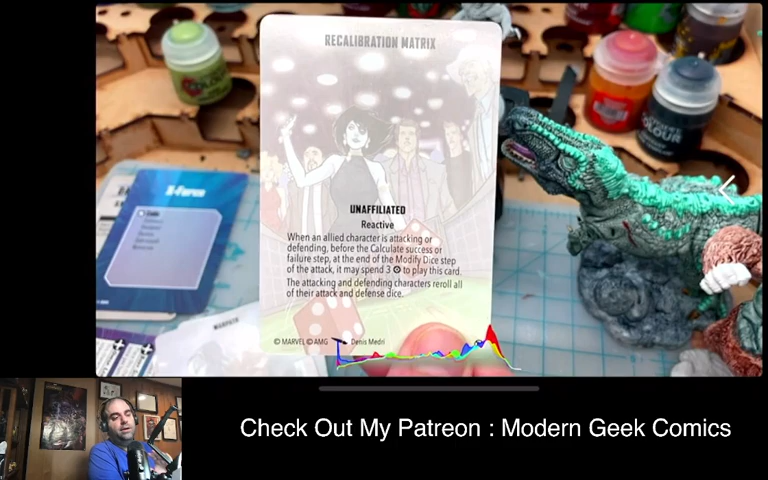 RECALIBRATION MATRIX
X-Force
UNAFFILIATED
Reactive
When an allied character is attacking or
defending, before the Calculate success or
failure step, at the end of the Modify Dice step
of the attack, it may spend 3 to play this card.
The attacking and defending characters reroll all
of their attack and defense dice.
© MARVEL © AMG Denis Medri
Check Out My Patreon : Modern Geek Comics